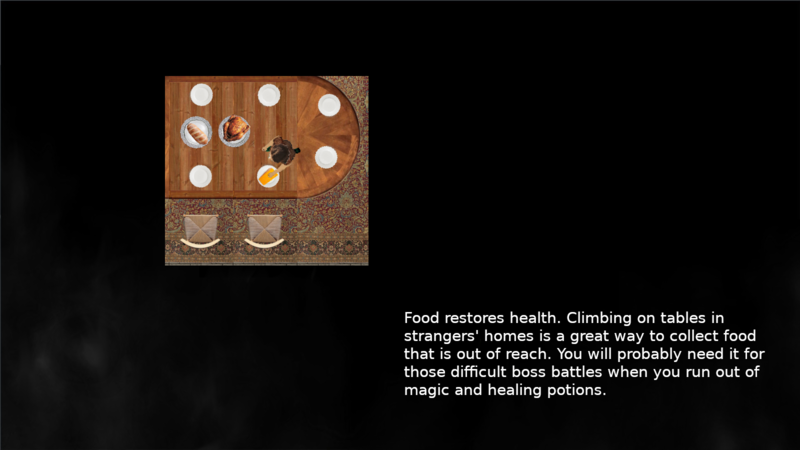 Food restores health. Climbing on tables in
strangers' homes is a great way to collect food
that is out of reach. You will probably need it for
those difficult boss battles when you run out of
magic and healing potions.